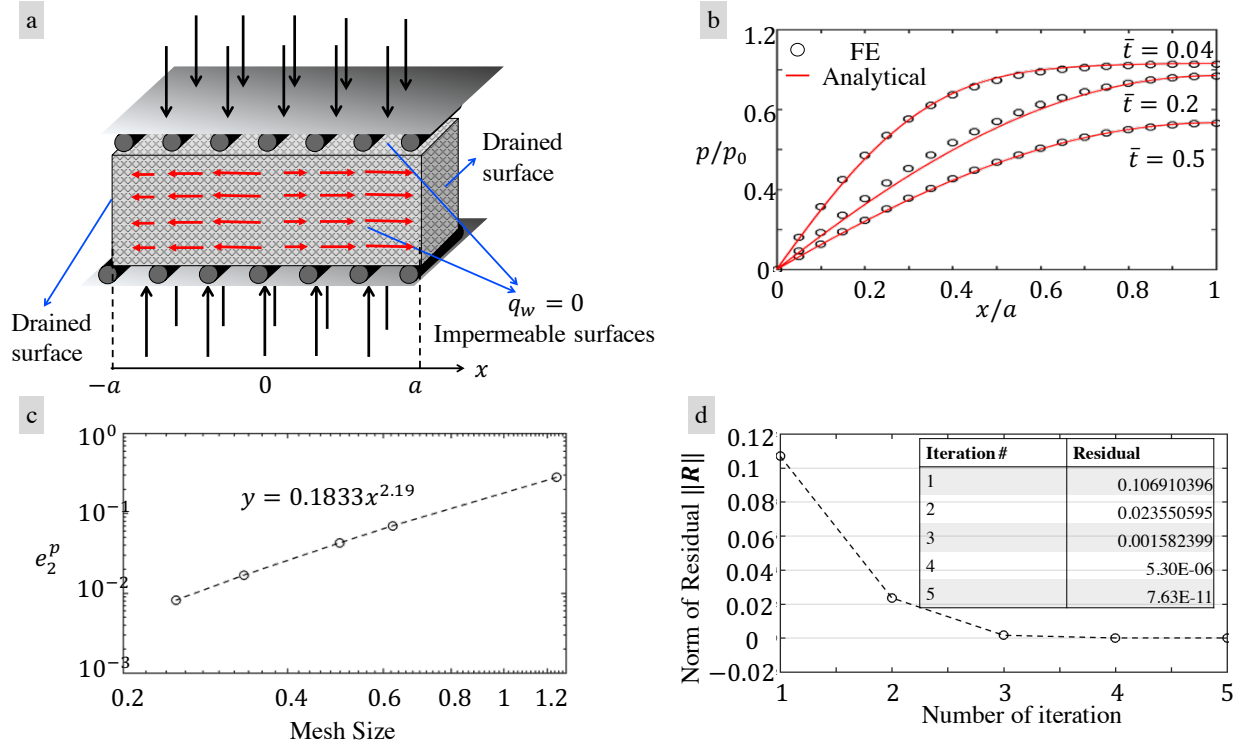 a
Drained
surface
Drained
surface
q_w = 0
Impermeable surfaces
−a
0
a
x
b
1.2
0.6
0.4
0
p/p_0
FE
Analytical
t̄ = 0.04
t̄ = 0.2
t̄ = 0.5
0
0.2
0.4
0.6
0.8
1
x/a
c
10^0
10^-1
10^-2
10^-3
e_2^p
y = 0.1833x^2.19
0.2
0.4
0.6
0.8
1.2
Mesh Size
d
Norm of Residual ||R||
0.12
0.1
0.08
0.06
0.04
0.02
0
−0.02
Iteration # Residual
1 0.106910396
2 0.023550595
3 0.001582399
4 5.30E-06
5 7.63E-11
1
2
3
4
5
Number of iteration